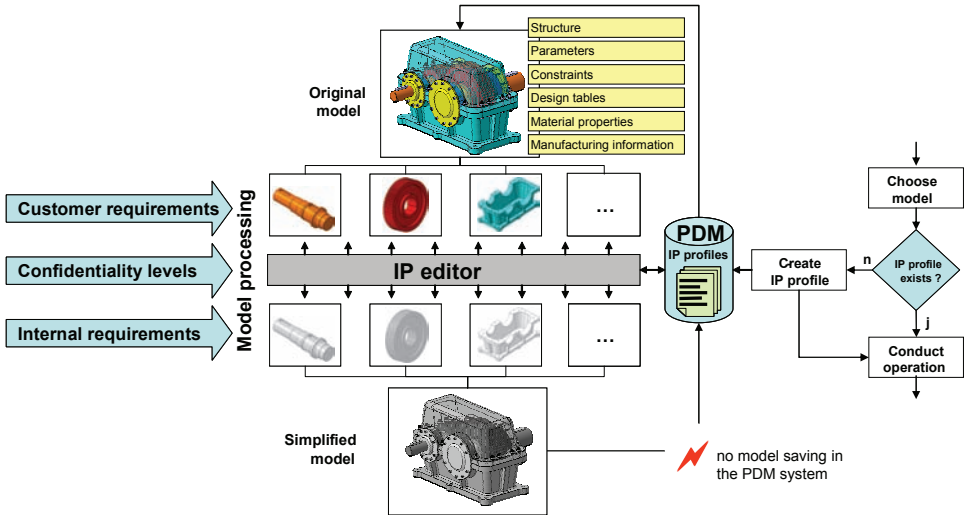 Structure
Parameters
Constraints
Design tables
Material properties
Manufacturing information
Original
model
Customer requirements
Confidentiality levels
Internal requirements
Model processing
...
IP editor
...
Simplified
model
PDM
IP profiles
no model saving in
the PDM system
Choose
model
IP profile
exists ?
n
j
Create
IP profile
Conduct
operation